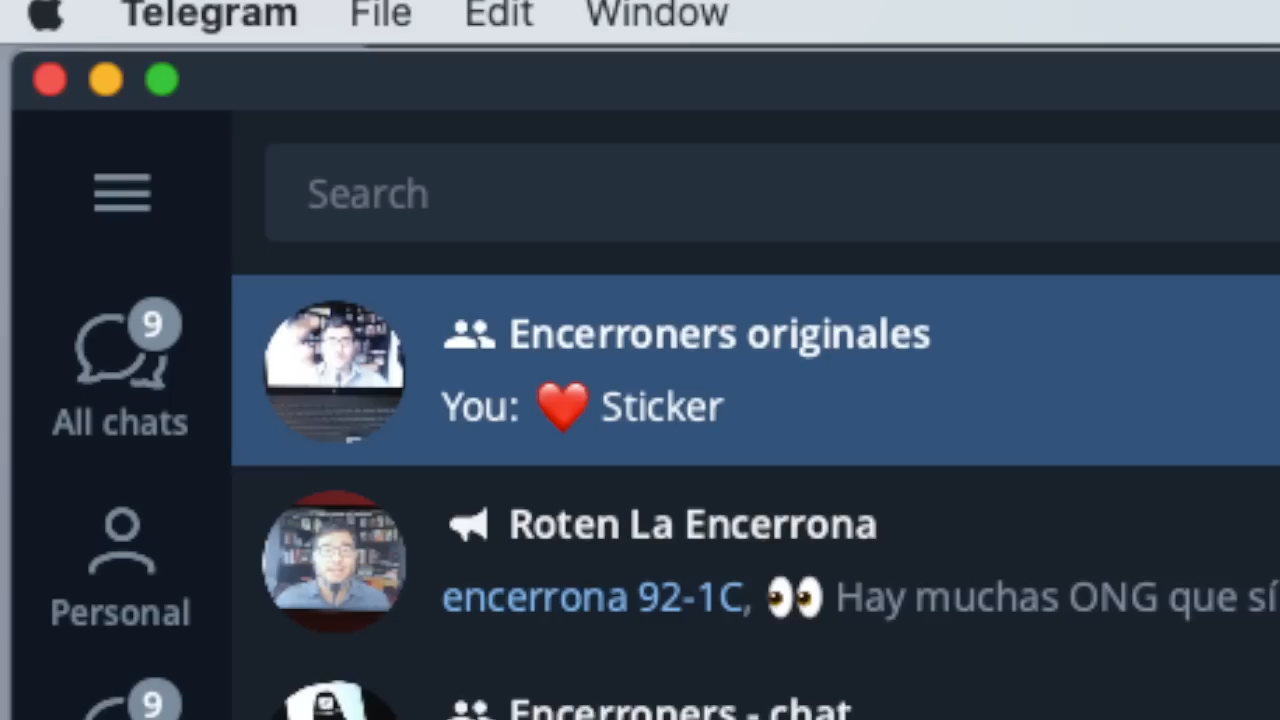 Telegram File Edit Window
Search
9
All chats
Encerroners originales
You: ❤️ Sticker
Personal
Roten La Encerrona
encerrona 92-1C, 👀 Hay muchas ONG que sí
9
Encerroners - chat